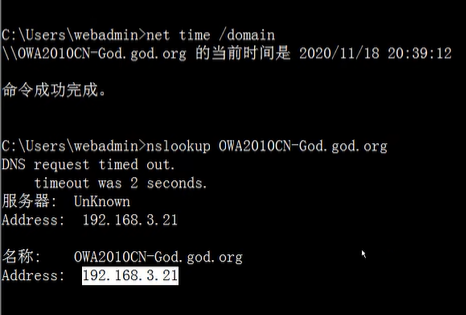 C:\Users\webadmin>net time /domain
\\OWA2010CN-God.god.org 的当前时间是 2020/11/18 20:39:12
命令成功完成。
C:\Users\webadmin>nslookup OWA2010CN-God.god.org
DNS request timed out.
    timeout was 2 seconds.
服务器:  UnKnown
Address:  192.168.3.21
名称:    OWA2010CN-God.god.org
Address:  192.168.3.21